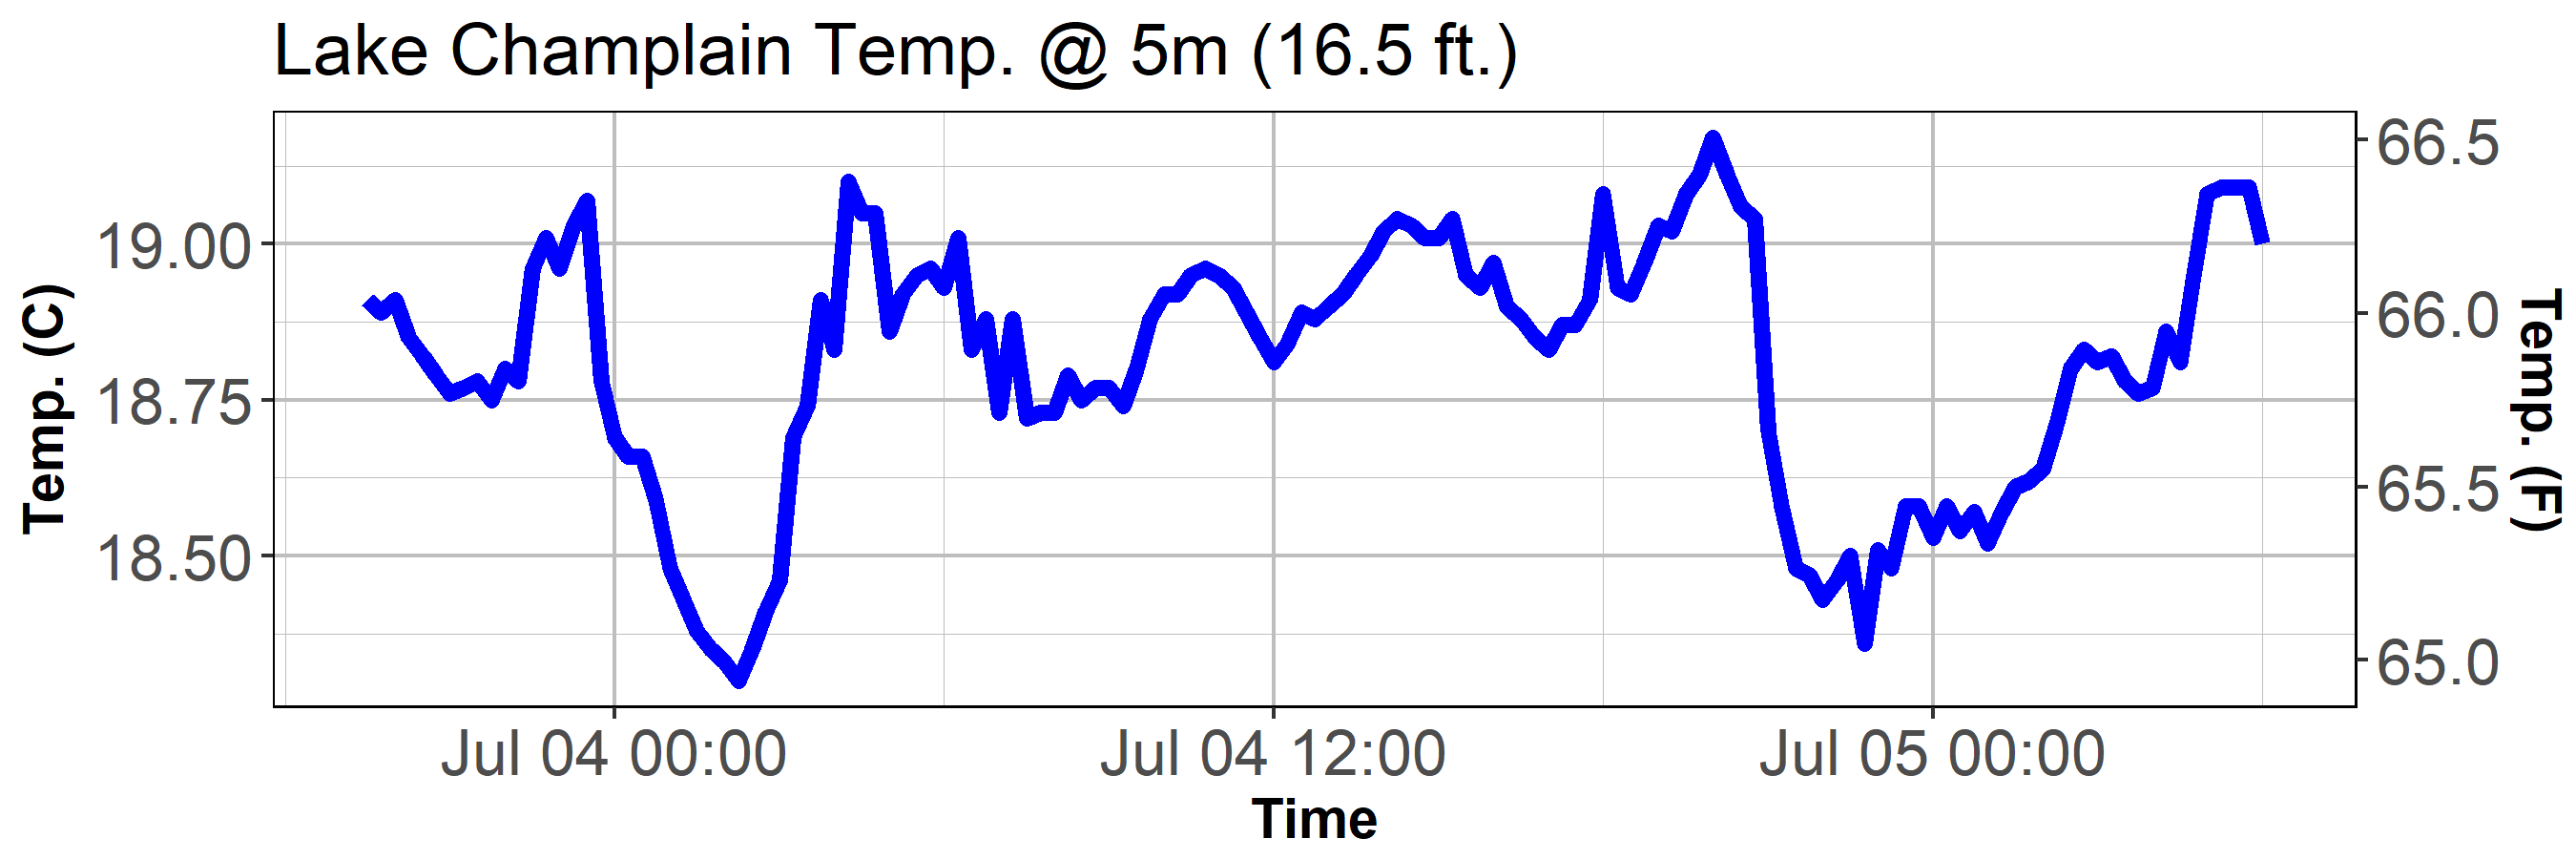 Lake Champlain Temp. @ 5m (16.5 ft.)
Temp. (C)
19.00
18.75
18.50
66.5
66.0
65.5
65.0
Temp. (F)
Jul 04 00:00
Jul 04 12:00
Jul 05 00:00
Time